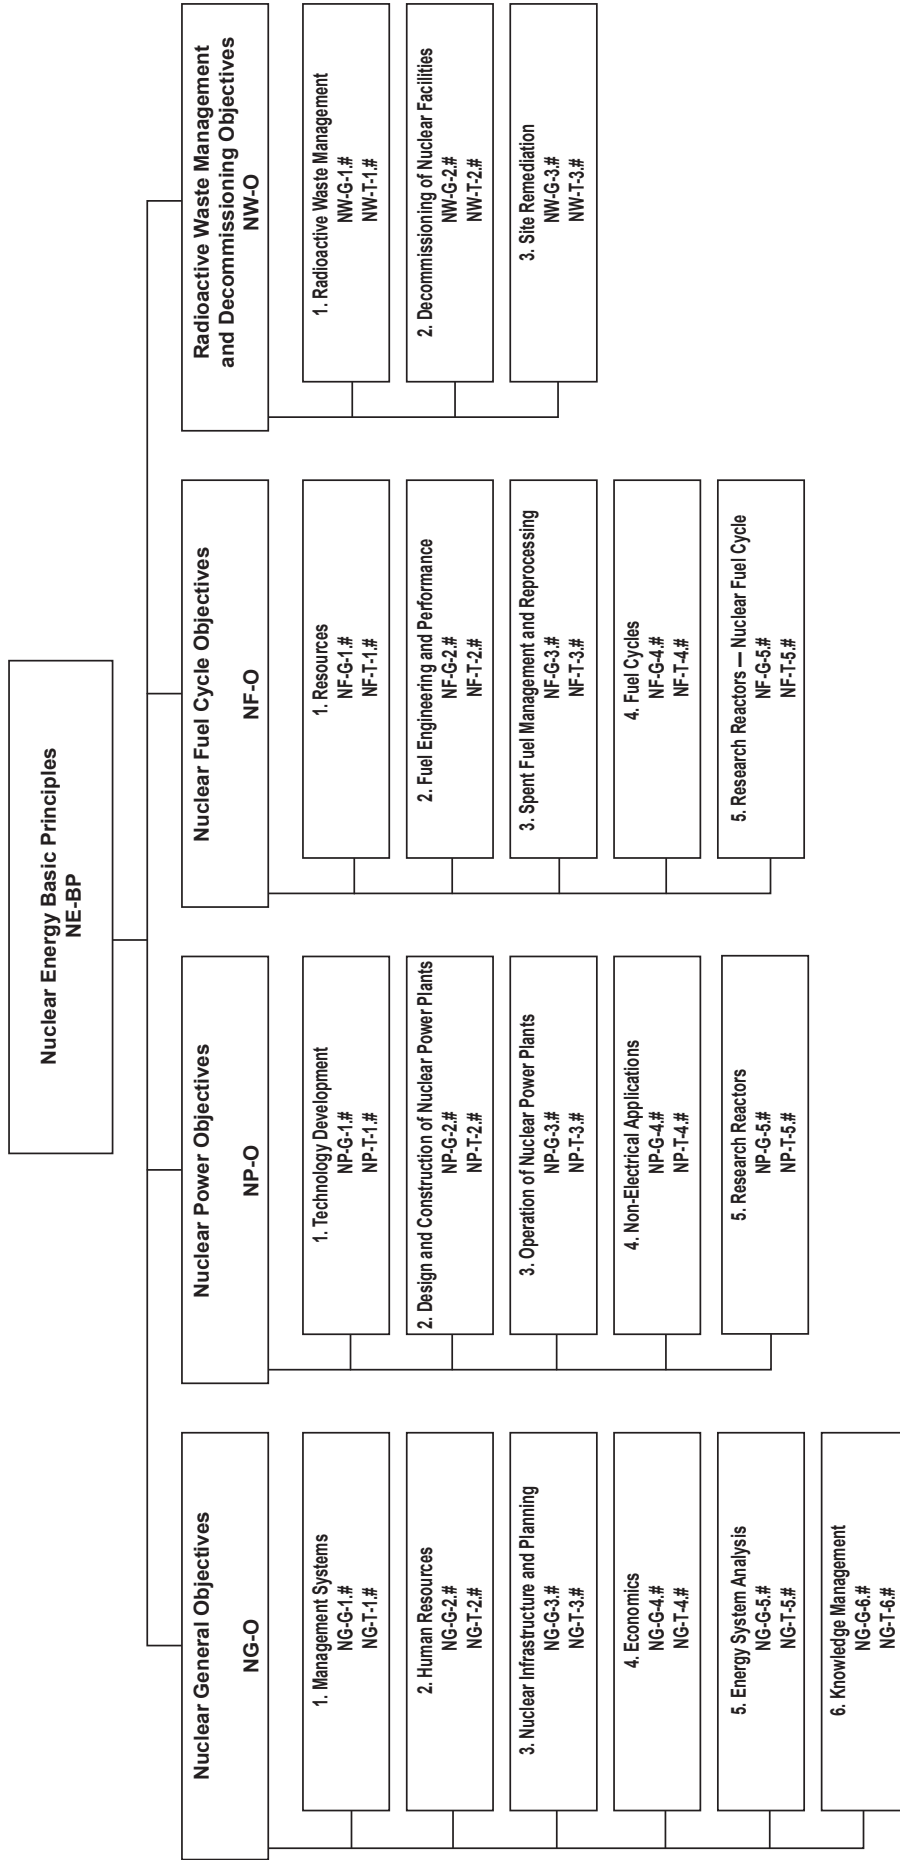 Nuclear Energy Basic Principles
NE-BP
Nuclear General Objectives
NG-O
1. Management Systems
NG-G-1.#
NG-T-1.#
2. Human Resources
NG-G-2.#
NG-T-2.#
3. Nuclear Infrastructure and Planning
NG-G-3.#
NG-T-3.#
4. Economics
NG-G-4.#
NG-T-4.#
5. Energy System Analysis
NG-G-5.#
NG-T-5.#
6. Knowledge Management
NG-G-6.#
NG-T-6.#
Nuclear Power Objectives
NP-O
1. Technology Development
NP-G-1.#
NP-T-1.#
2. Design and Construction of Nuclear Power Plants
NP-G-2.#
NP-T-2.#
3. Operation of Nuclear Power Plants
NP-G-3.#
NP-T-3.#
4. Non-Electrical Applications
NP-G-4.#
NP-T-4.#
5. Research Reactors
NP-G-5.#
NP-T-5.#
Nuclear Fuel Cycle Objectives
NF-O
1. Resources
NF-G-1.#
NF-T-1.#
2. Fuel Engineering and Performance
NF-G-2.#
NF-T-2.#
3. Spent Fuel Management and Reprocessing
NF-G-3.#
NF-T-3.#
4. Fuel Cycles
NF-G-4.#
NF-T-4.#
5. Research Reactors — Nuclear Fuel Cycle
NF-G-5.#
NF-T-5.#
Radioactive Waste Management
and Decommissioning Objectives
NW-O
1. Radioactive Waste Management
NW-G-1.#
NW-T-1.#
2. Decommissioning of Nuclear Facilities
NW-G-2.#
NW-T-2.#
3. Site Remediation
NW-G-3.#
NW-T-3.#